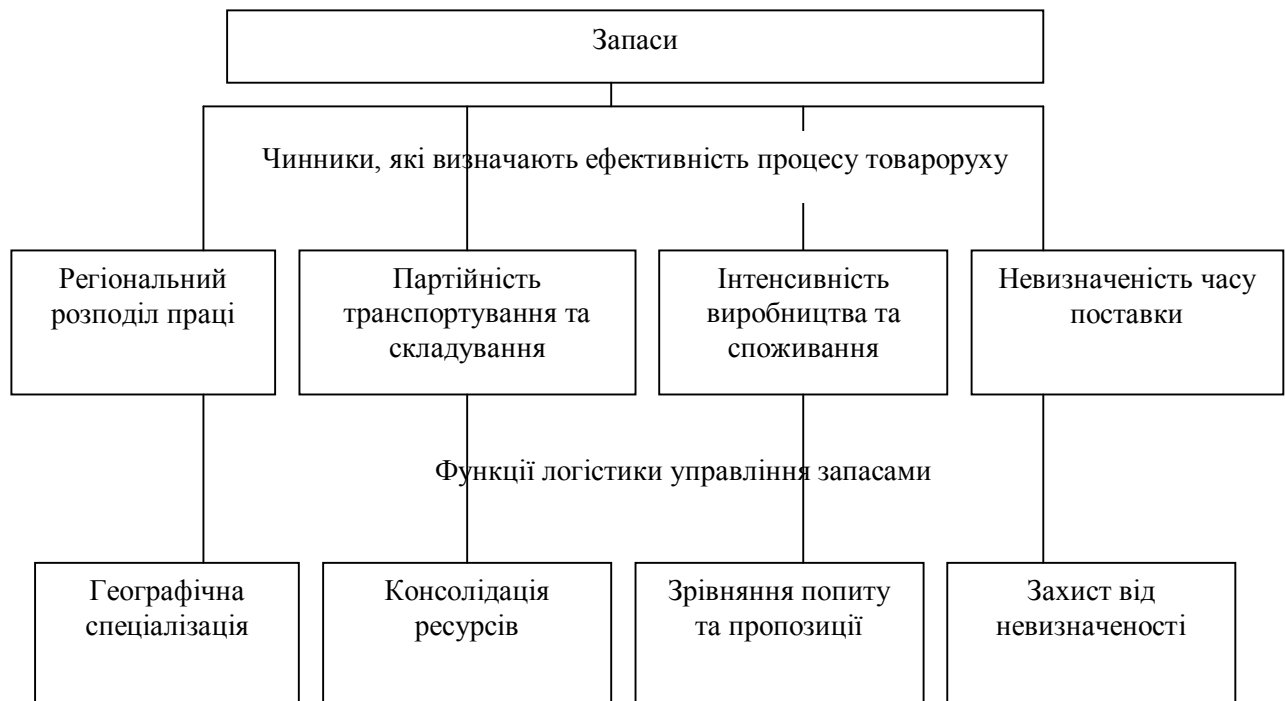 Запаси
Чинники, які визначають ефективність процесу товароруху
Регіональний
розподіл праці
Партійність
транспортування та
складування
Інтенсивність
виробництва та
споживання
Невизначеність часу
поставки
Функції логістики управління запасами
Географічна
спеціалізація
Консолідація
ресурсів
Зрівняння попиту
та пропозиції
Захист від
невизначеності